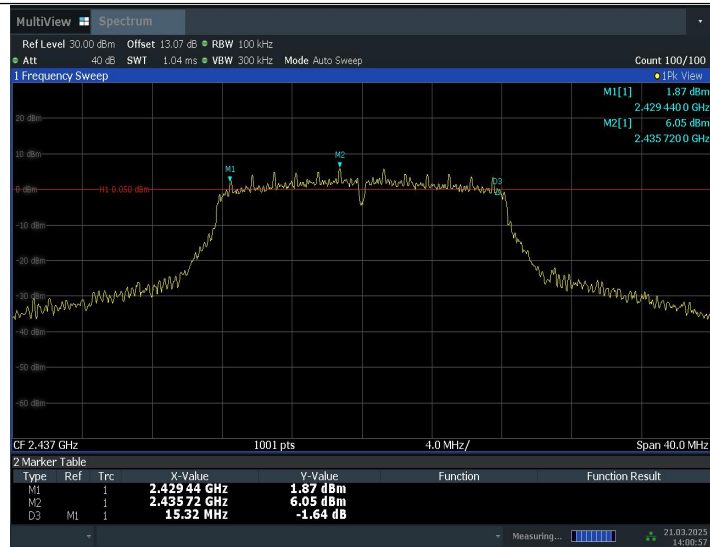 MultiView Spectrum
Ref Level 30.00 dBm Offset 13.07 dB RBW 100 kHz
Att 40 dB SWT 1.04 ms VBW 300 kHz Mode Auto Sweep Count 100/100
1 Frequency Sweep 1Pk View
M1[1] 1.87 dBm
2.429 440 0 GHz
M2[1] 6.05 dBm
2.435 720 0 GHz
20 dBm
10 dBm
M1 M2
0 dBm H1 0.050 dBm D3
-10 dBm
-20 dBm
-30 dBm
-40 dBm
-50 dBm
-60 dBm
CF 2.437 GHz 1001 pts 4.0 MHz/ Span 40.0 MHz
2 Marker Table
Type Ref Trc X-Value Y-Value Function Function Result
M1 1 2.429 44 GHz 1.87 dBm
M2 1 2.435 72 GHz 6.05 dBm
D3 M1 1 15.32 MHz -1.64 dB
Measuring... 21.03.2025
14:00:57